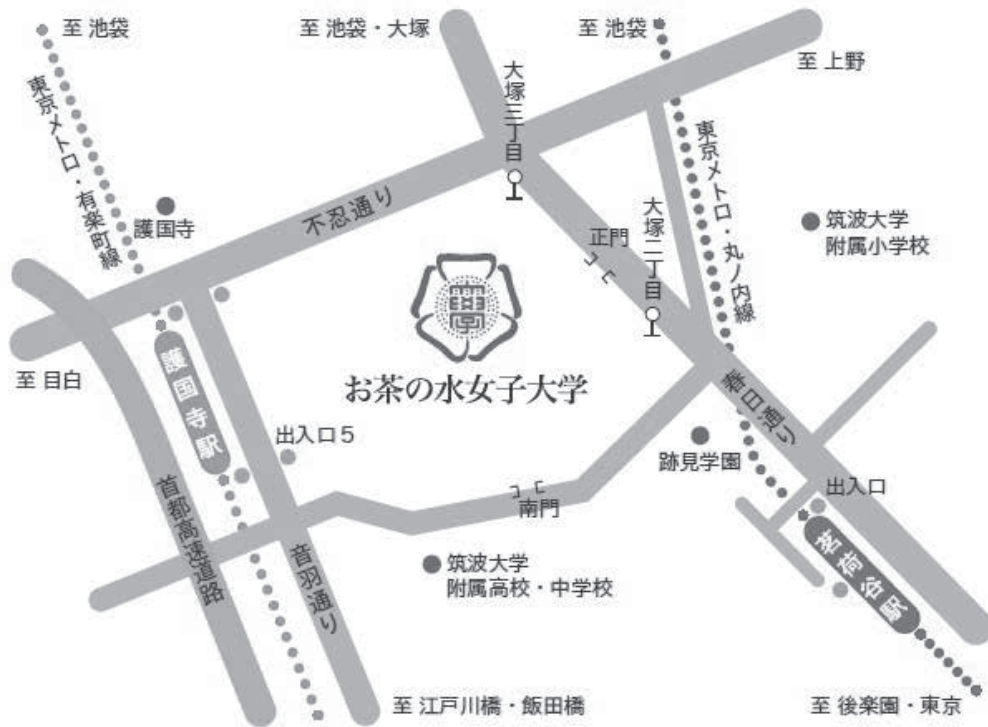 至 池袋
至 池袋・大塚
至 池袋
至 上野
東京メトロ・有楽町線
大塚三丁目
東京メトロ・丸ノ内線
護国寺
不忍通り
正門
大塚二丁目
筑波大学
附属小学校
至 目白
護国寺駅
お茶の水女子大学
春日通り
出入口5
跡見学園
出入口
首都高速道路
南門
音羽通り
筑波大学
附属高校・中学校
茗荷谷駅
至 江戸川橋・飯田橋
至 後楽園・東京